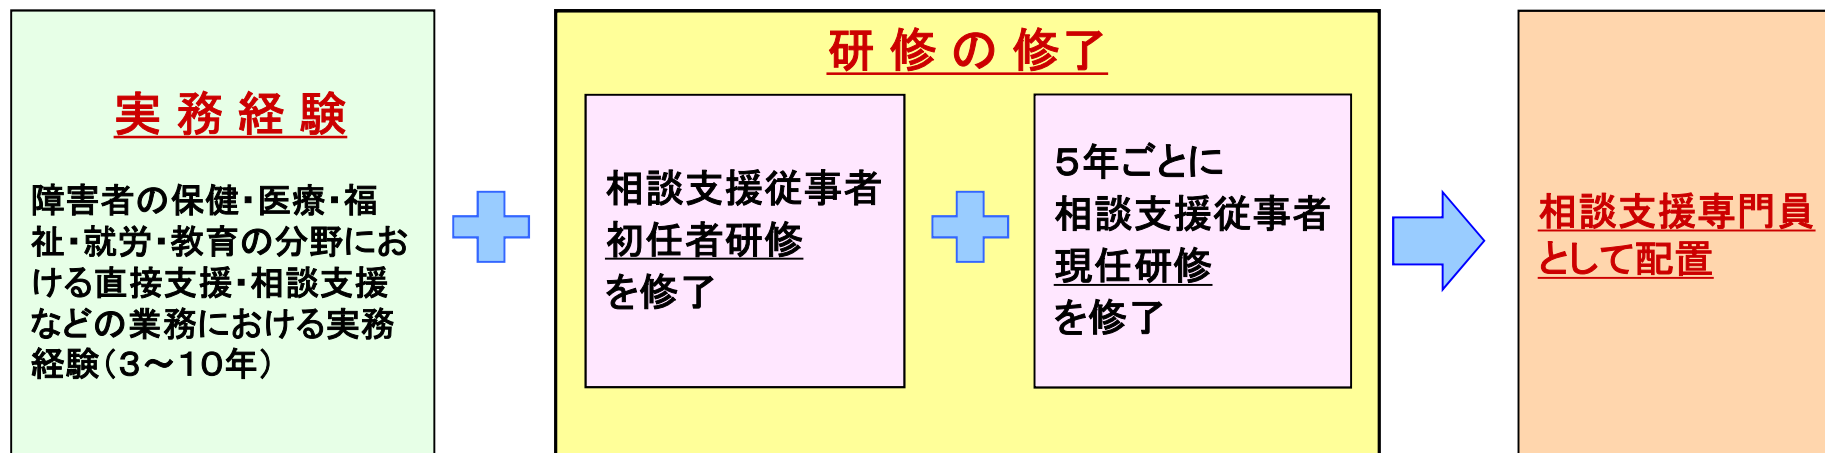 実務経験
障害者の保健・医療・福
祉・就労・教育の分野にお
ける直接支援・相談支援
などの業務における実務
経験（３～１０年）
研修の修了
相談支援従事者
初任者研修
を修了
５年ごとに
相談支援従事者
現任研修
を修了
相談支援専門員
として配置